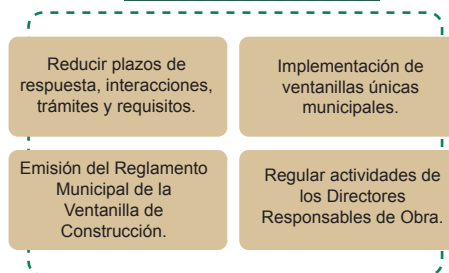 Reducir plazos de
respuesta, interacciones,
trámites y requisitos.
Implementación de
ventanillas únicas
municipales.
Emisión del Reglamento
Municipal de la
Ventanilla de
Construcción.
Regular actividades de
los Directores
Responsables de Obra.